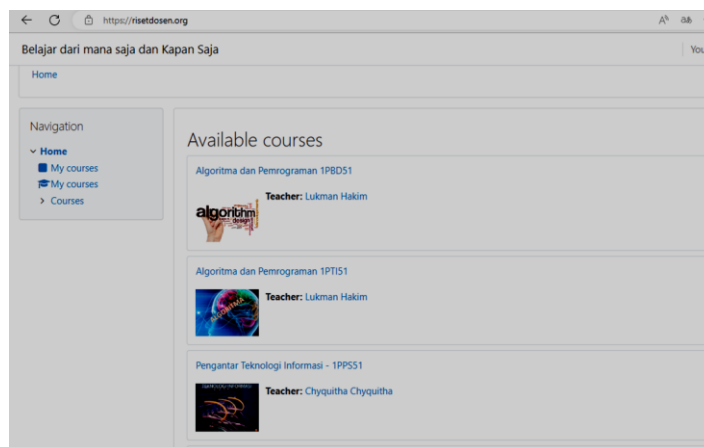 https://risetdosen.org
Belajar dari mana saja dan Kapan Saja
You
Home
Navigation
Home
My courses
My courses
Courses
Available courses
Algoritma dan Pemrograman 1PBD51
Teacher: Lukman Hakim
algorithm
design
Algoritma dan Pemrograman 1PTI51
Teacher: Lukman Hakim
ALGORITMA
Pengantar Teknologi Informasi - 1PPS51
Teacher: Chyquitha Chyquitha